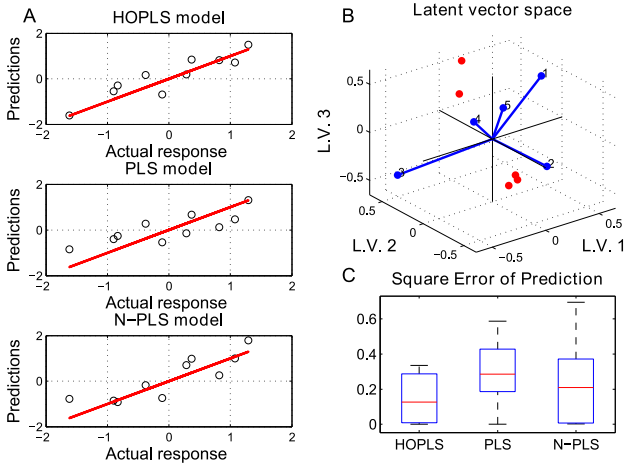 A
HOPLS model
2
0
−2
Predictions
−2 −1 0 1 2
Actual response
PLS model
2
0
−2
Predictions
−2 −1 0 1 2
Actual response
N−PLS model
2
0
−2
Predictions
−2 −1 0 1 2
Actual response
B
Latent vector space
0.5
0
−0.5
L.V. 3
1
5
4
2
3
0.5
0
−0.5
L.V. 2
−0.5
0
0.5
L.V. 1
C
Square Error of Prediction
0.6
0.4
0.2
0
HOPLS PLS N−PLS